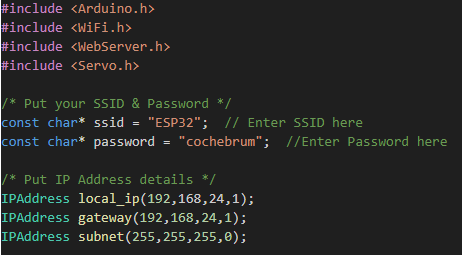 #include <Arduino.h>
#include <WiFi.h>
#include <WebServer.h>
#include <Servo.h>
/* Put your SSID & Password */
const char* ssid = "ESP32";  // Enter SSID here
const char* password = "cochebrum";  //Enter Password here
/* Put IP Address details */
IPAddress local_ip(192,168,24,1);
IPAddress gateway(192,168,24,1);
IPAddress subnet(255,255,255,0);